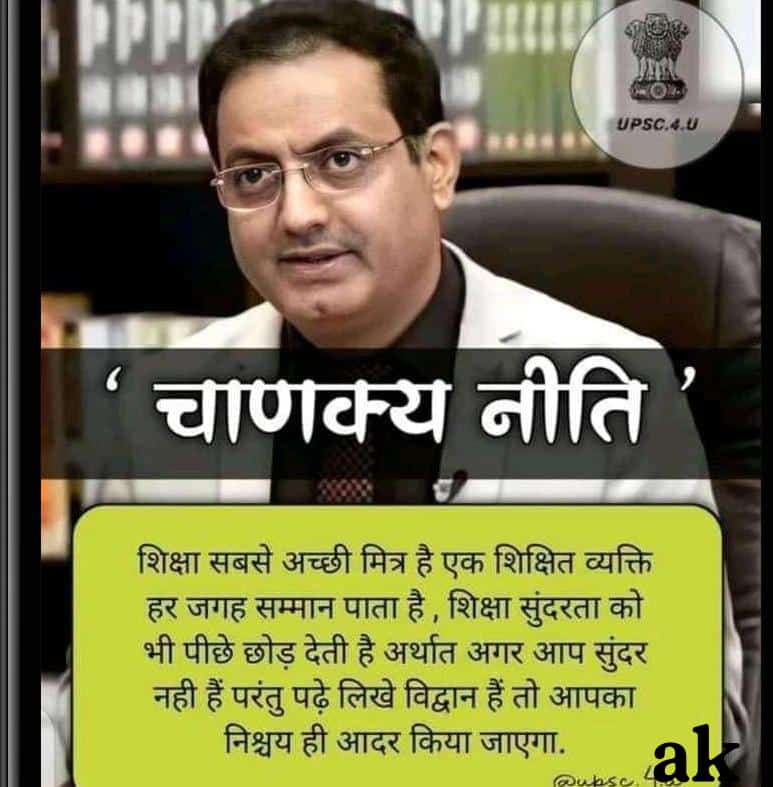 UPSC.4.U
‘ चाणक्य नीति ’
शिक्षा सबसे अच्छी मित्र है एक शिक्षित व्यक्ति
हर जगह सम्मान पाता है , शिक्षा सुंदरता को
भी पीछे छोड़ देती है अर्थात अगर आप सुंदर
नही हैं परंतु पढ़े लिखे विद्वान हैं तो आपका
निश्चय ही आदर किया जाएगा.
ak